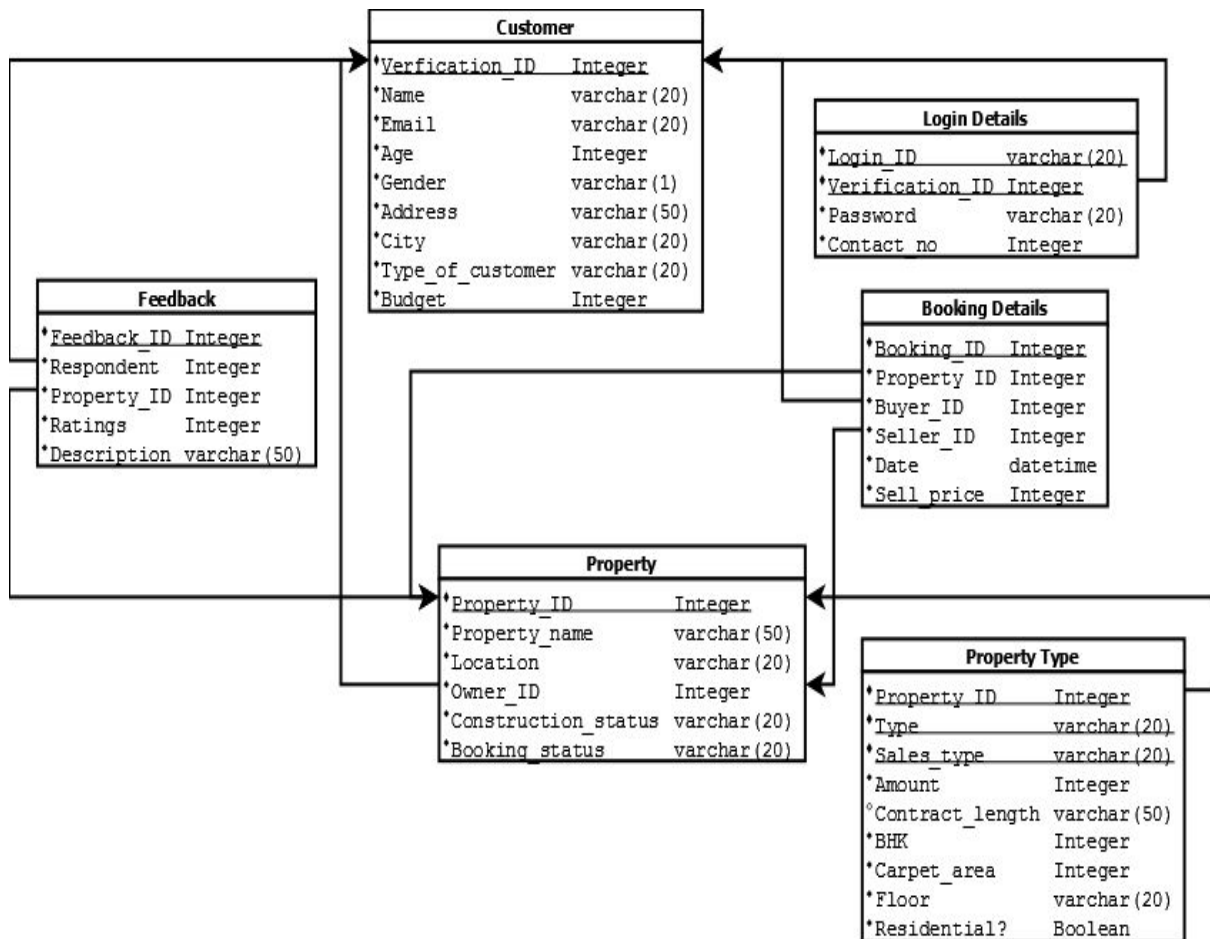 Customer
Verfication_ID Integer
Name varchar(20)
Email varchar(20)
Age Integer
Gender varchar(1)
Address varchar(50)
City varchar(20)
Type_of_customer varchar(20)
Budget Integer
Login Details
Login_ID varchar(20)
Verification_ID Integer
Password varchar(20)
Contact_no Integer
Feedback
Feedback_ID Integer
Respondent Integer
Property_ID Integer
Ratings Integer
Description varchar(50)
Booking Details
Booking_ID Integer
Property ID Integer
Buyer_ID Integer
Seller_ID Integer
Date datetime
Sell_price Integer
Property
Property_ID Integer
Property_name varchar(50)
Location varchar(20)
Owner_ID Integer
Construction_status varchar(20)
Booking_status varchar(20)
Property Type
Property_ID Integer
Type varchar(20)
Sales_type varchar(20)
Amount Integer
Contract_length varchar(50)
BHK Integer
Carpet_area Integer
Floor varchar(20)
Residential? Boolean